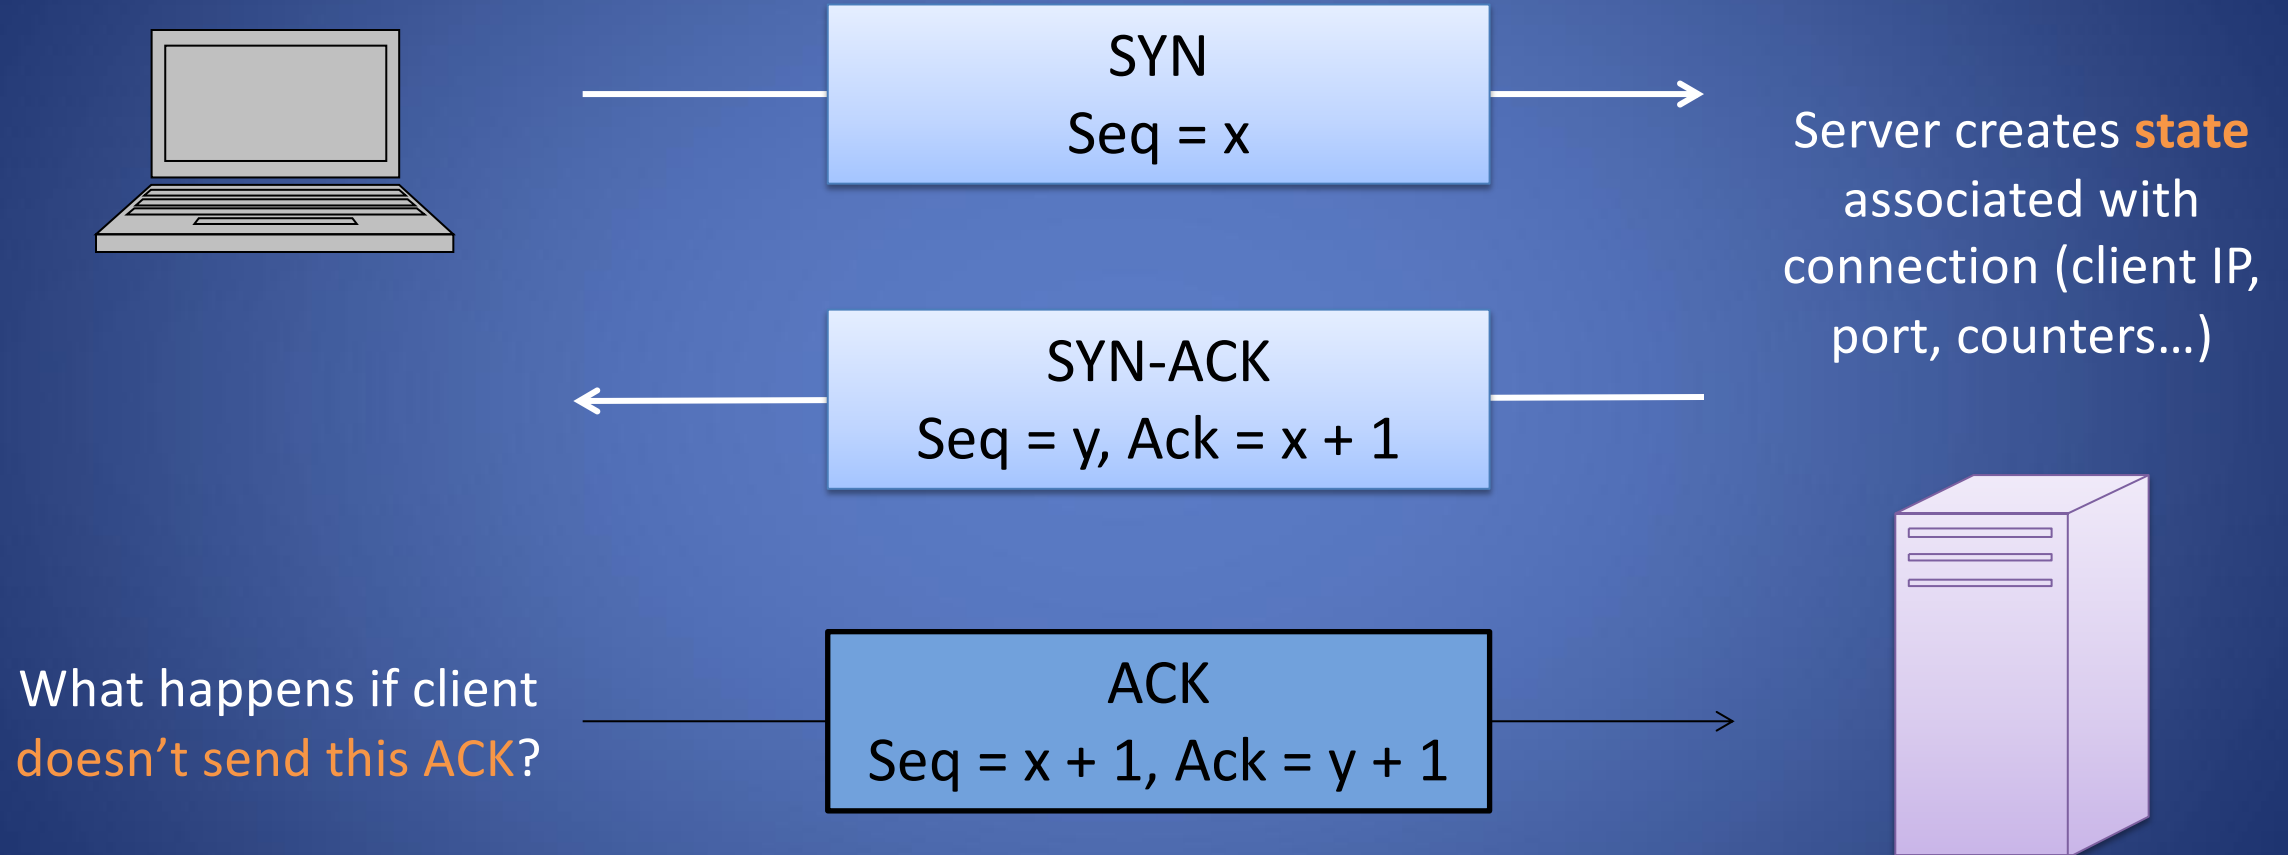 SYN
Seq = x
Server creates state
associated with
connection (client IP,
port, counters…)
SYN-ACK
Seq = y, Ack = x + 1
What happens if client
doesn’t send this ACK?
ACK
Seq = x + 1, Ack = y + 1